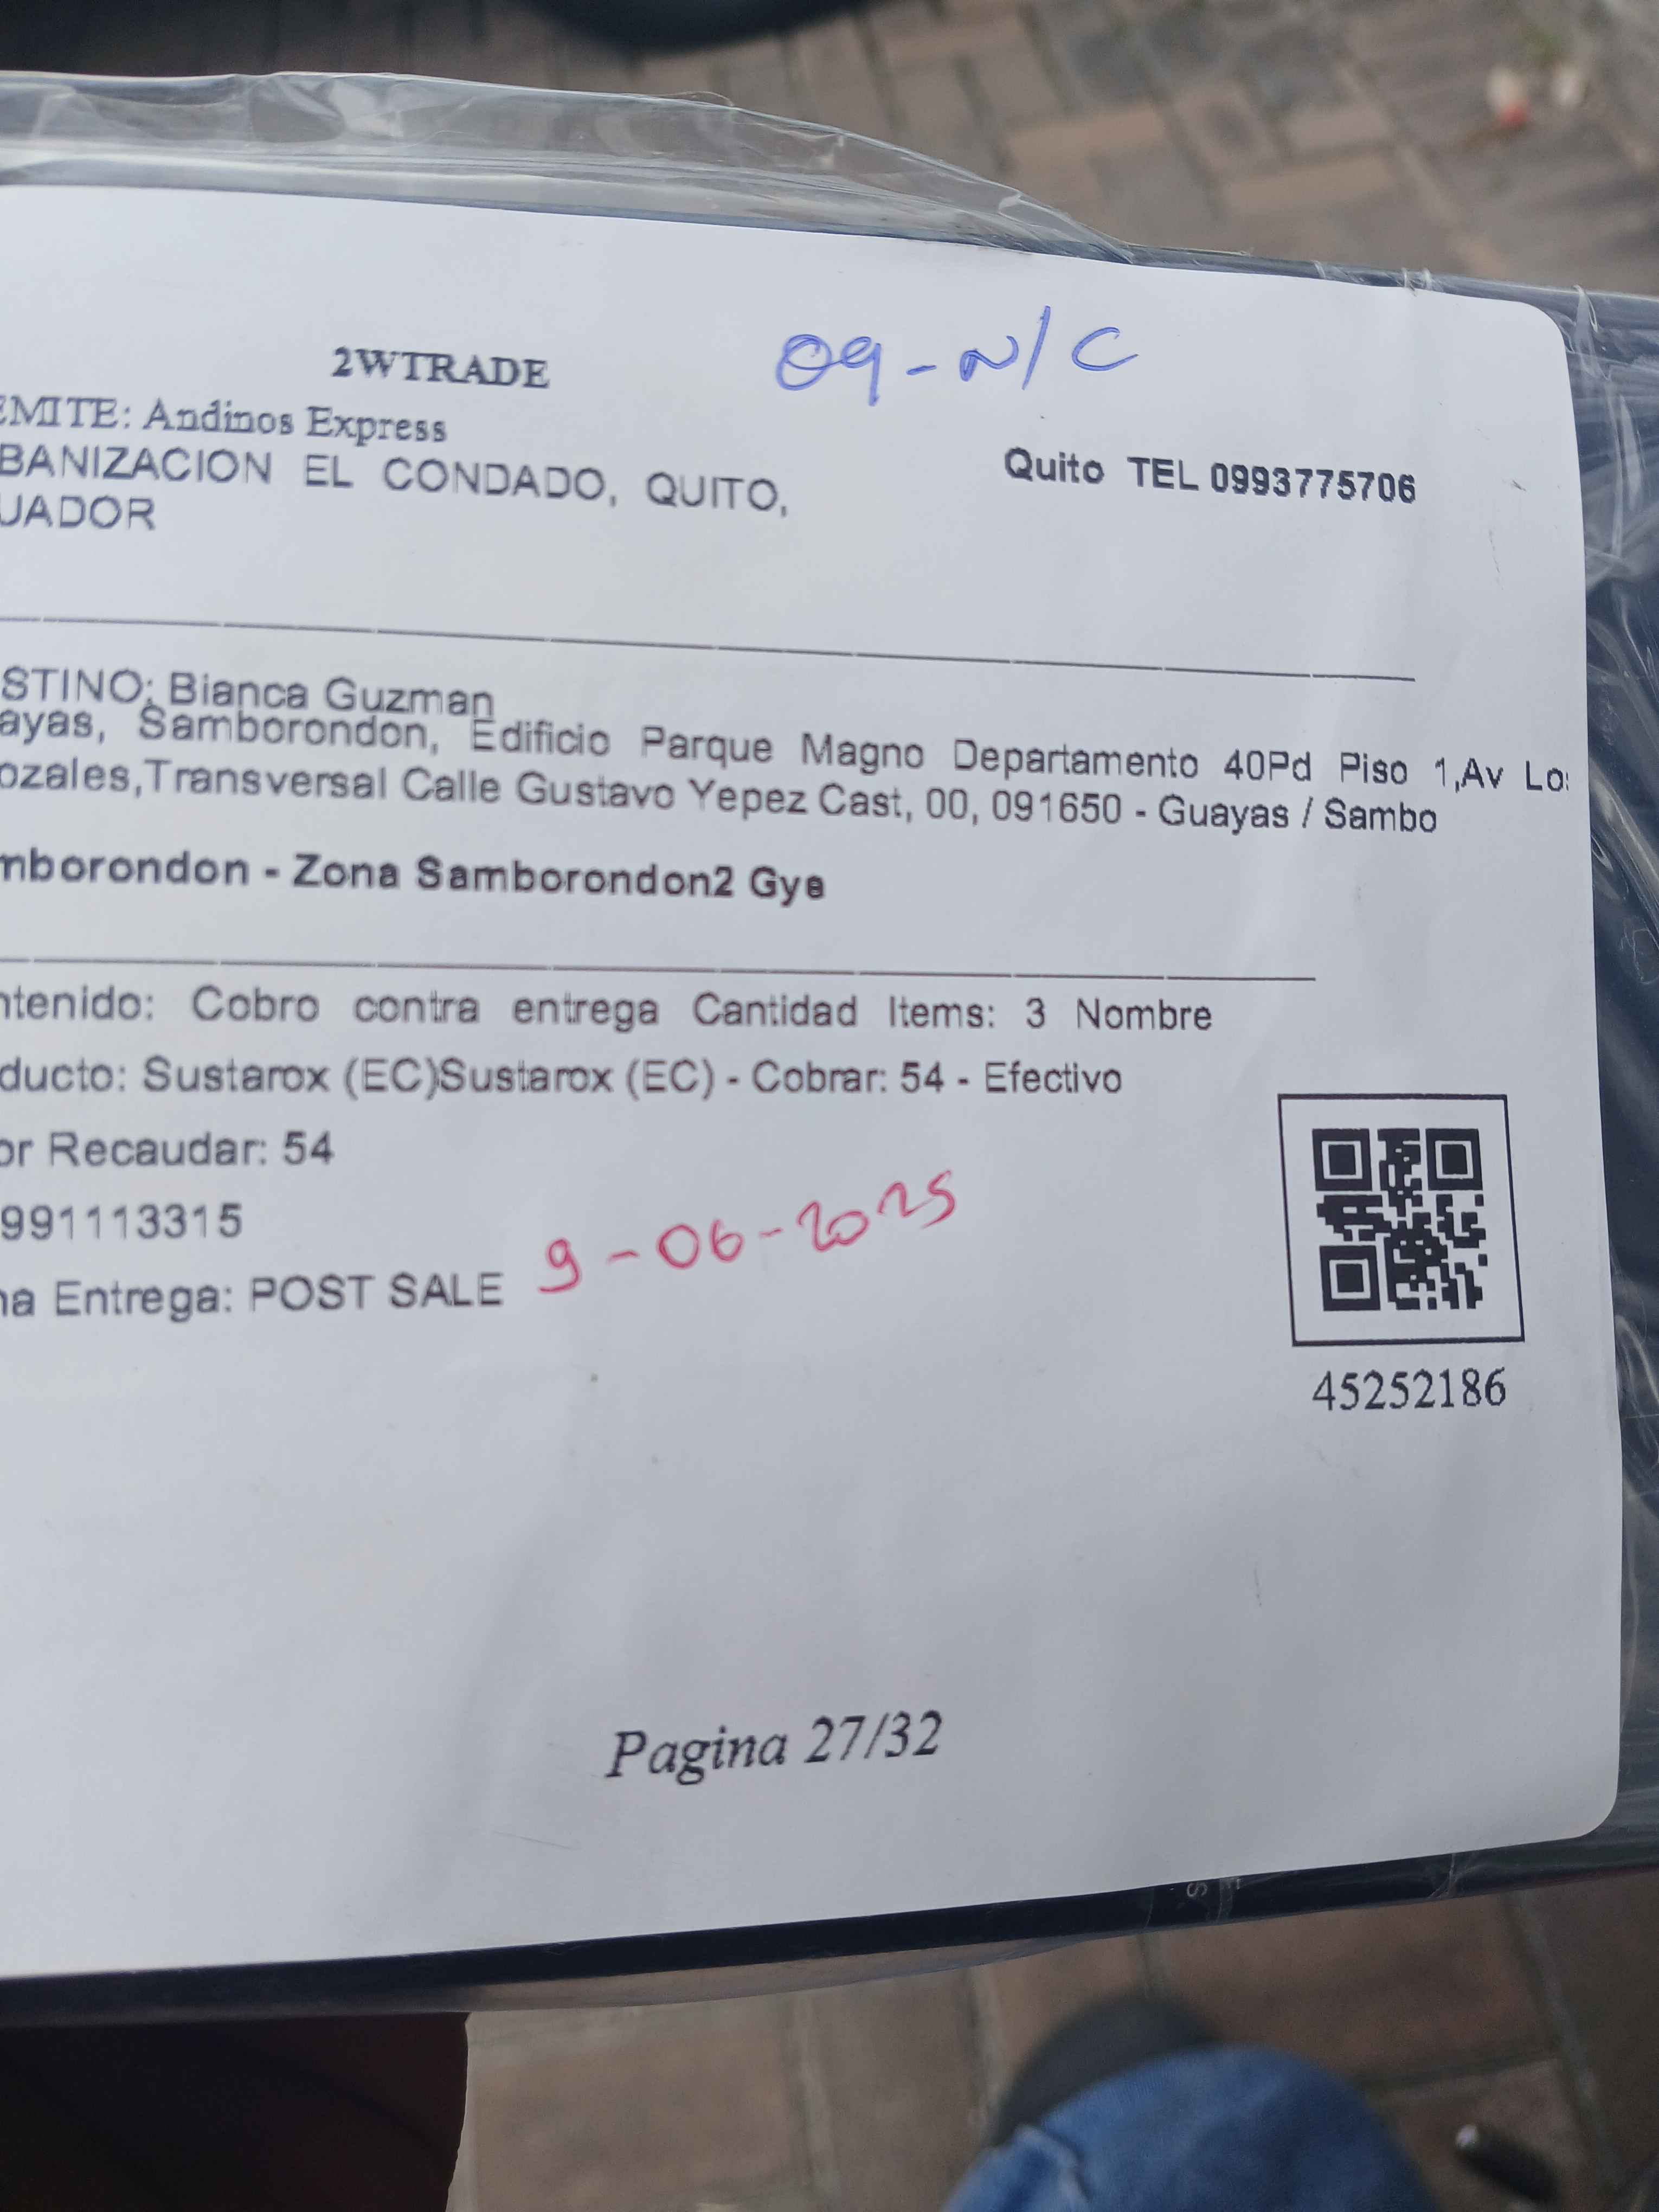 2WTRADE
09-N/C
EMITE: Andinos Express
BANIZACION EL CONDADO, QUITO,
UADOR
Quito TEL 0993775706
STINO: Bianca Guzman
ayas, Samborondon, Edificio Parque Magno Departamento 40Pd Piso 1,Av Los
ozales,Transversal Calle Gustavo Yepez Cast, 00, 091650 - Guayas / Sambo
mborondon - Zona Samborondon2 Gye
ntenido: Cobro contra entrega Cantidad Items: 3 Nombre
ducto: Sustarox (EC)Sustarox (EC) - Cobrar: 54 - Efectivo
or Recaudar: 54
991113315
ha Entrega: POST SALE
9-06-2025
45252186
Pagina 27/32